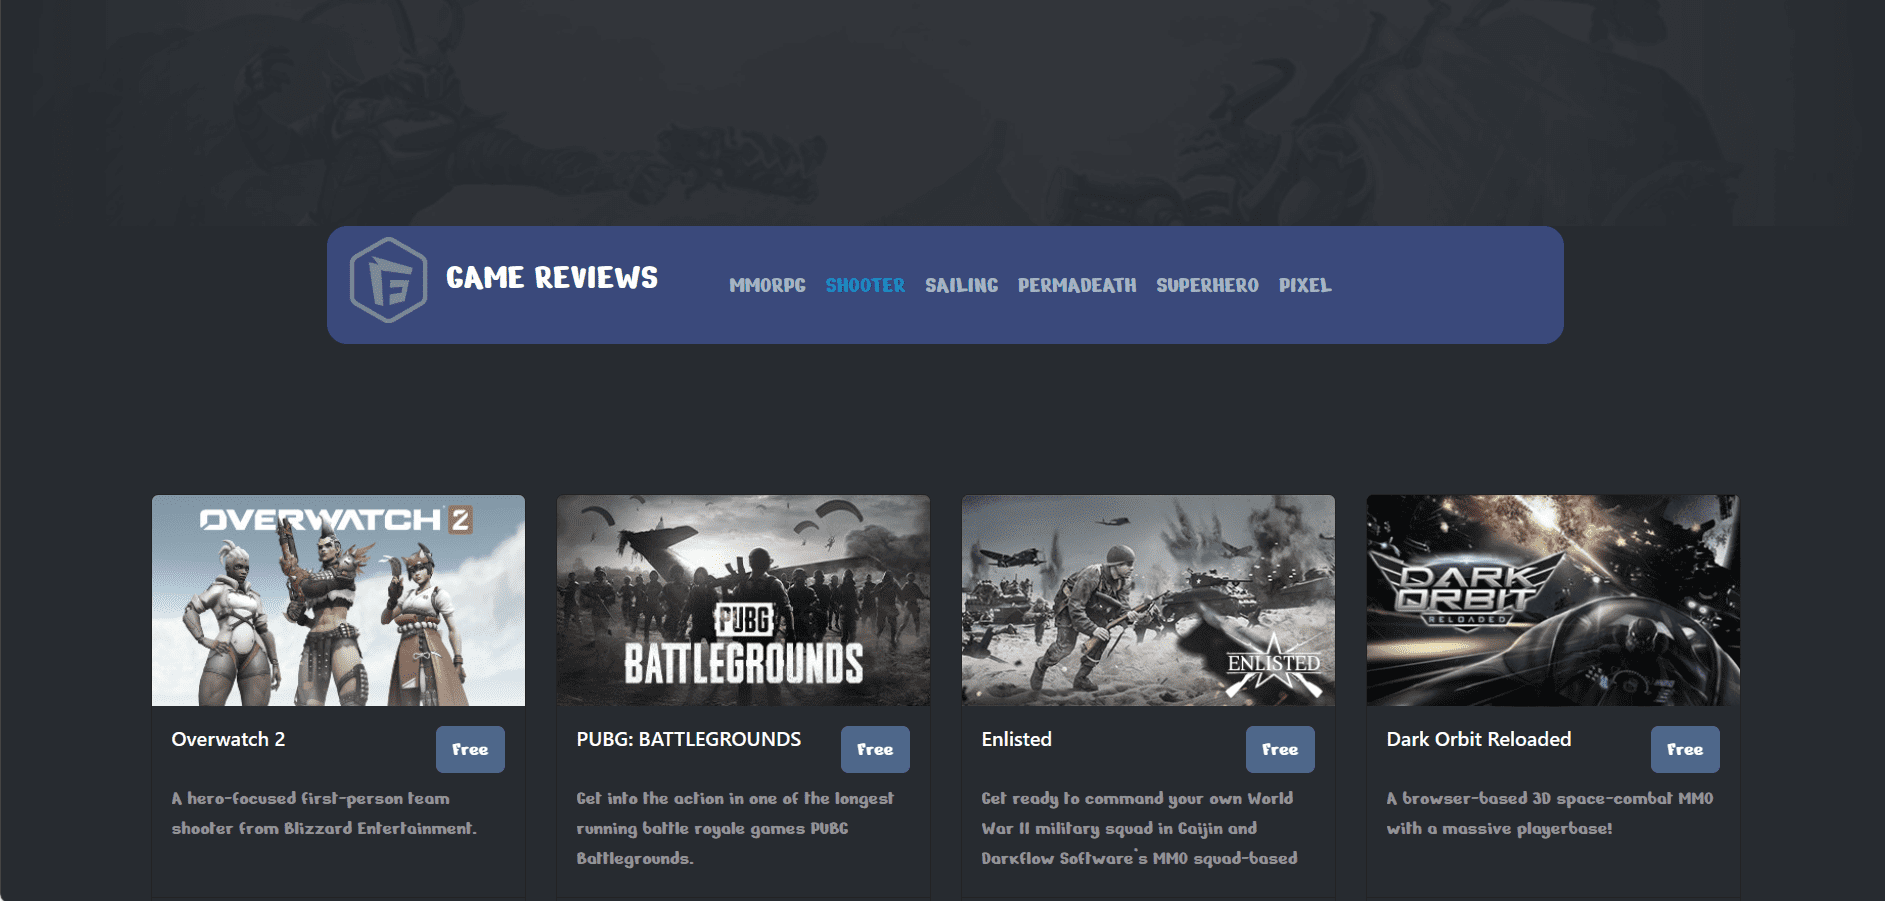 GAME REVIEWS
MMORPG SHOOTER SAILING PERMADEATH SUPERHERO PIXEL
OVERWATCH 2
PUBG
BATTLEGROUNDS
ENLISTED
DARK
ORBIT
RELOADED
Overwatch 2
Free
A hero-focused first-person team
shooter from Blizzard Entertainment.
PUBG: BATTLEGROUNDS
Free
Get into the action in one of the longest
running battle royale games PUBG
Battlegrounds.
Enlisted
Free
Get ready to command your own World
War II military squad in Gaijin and
Darkflow Software's MMO squad-based
Dark Orbit Reloaded
Free
A browser-based 3D space-combat MMO
with a massive playerbase!